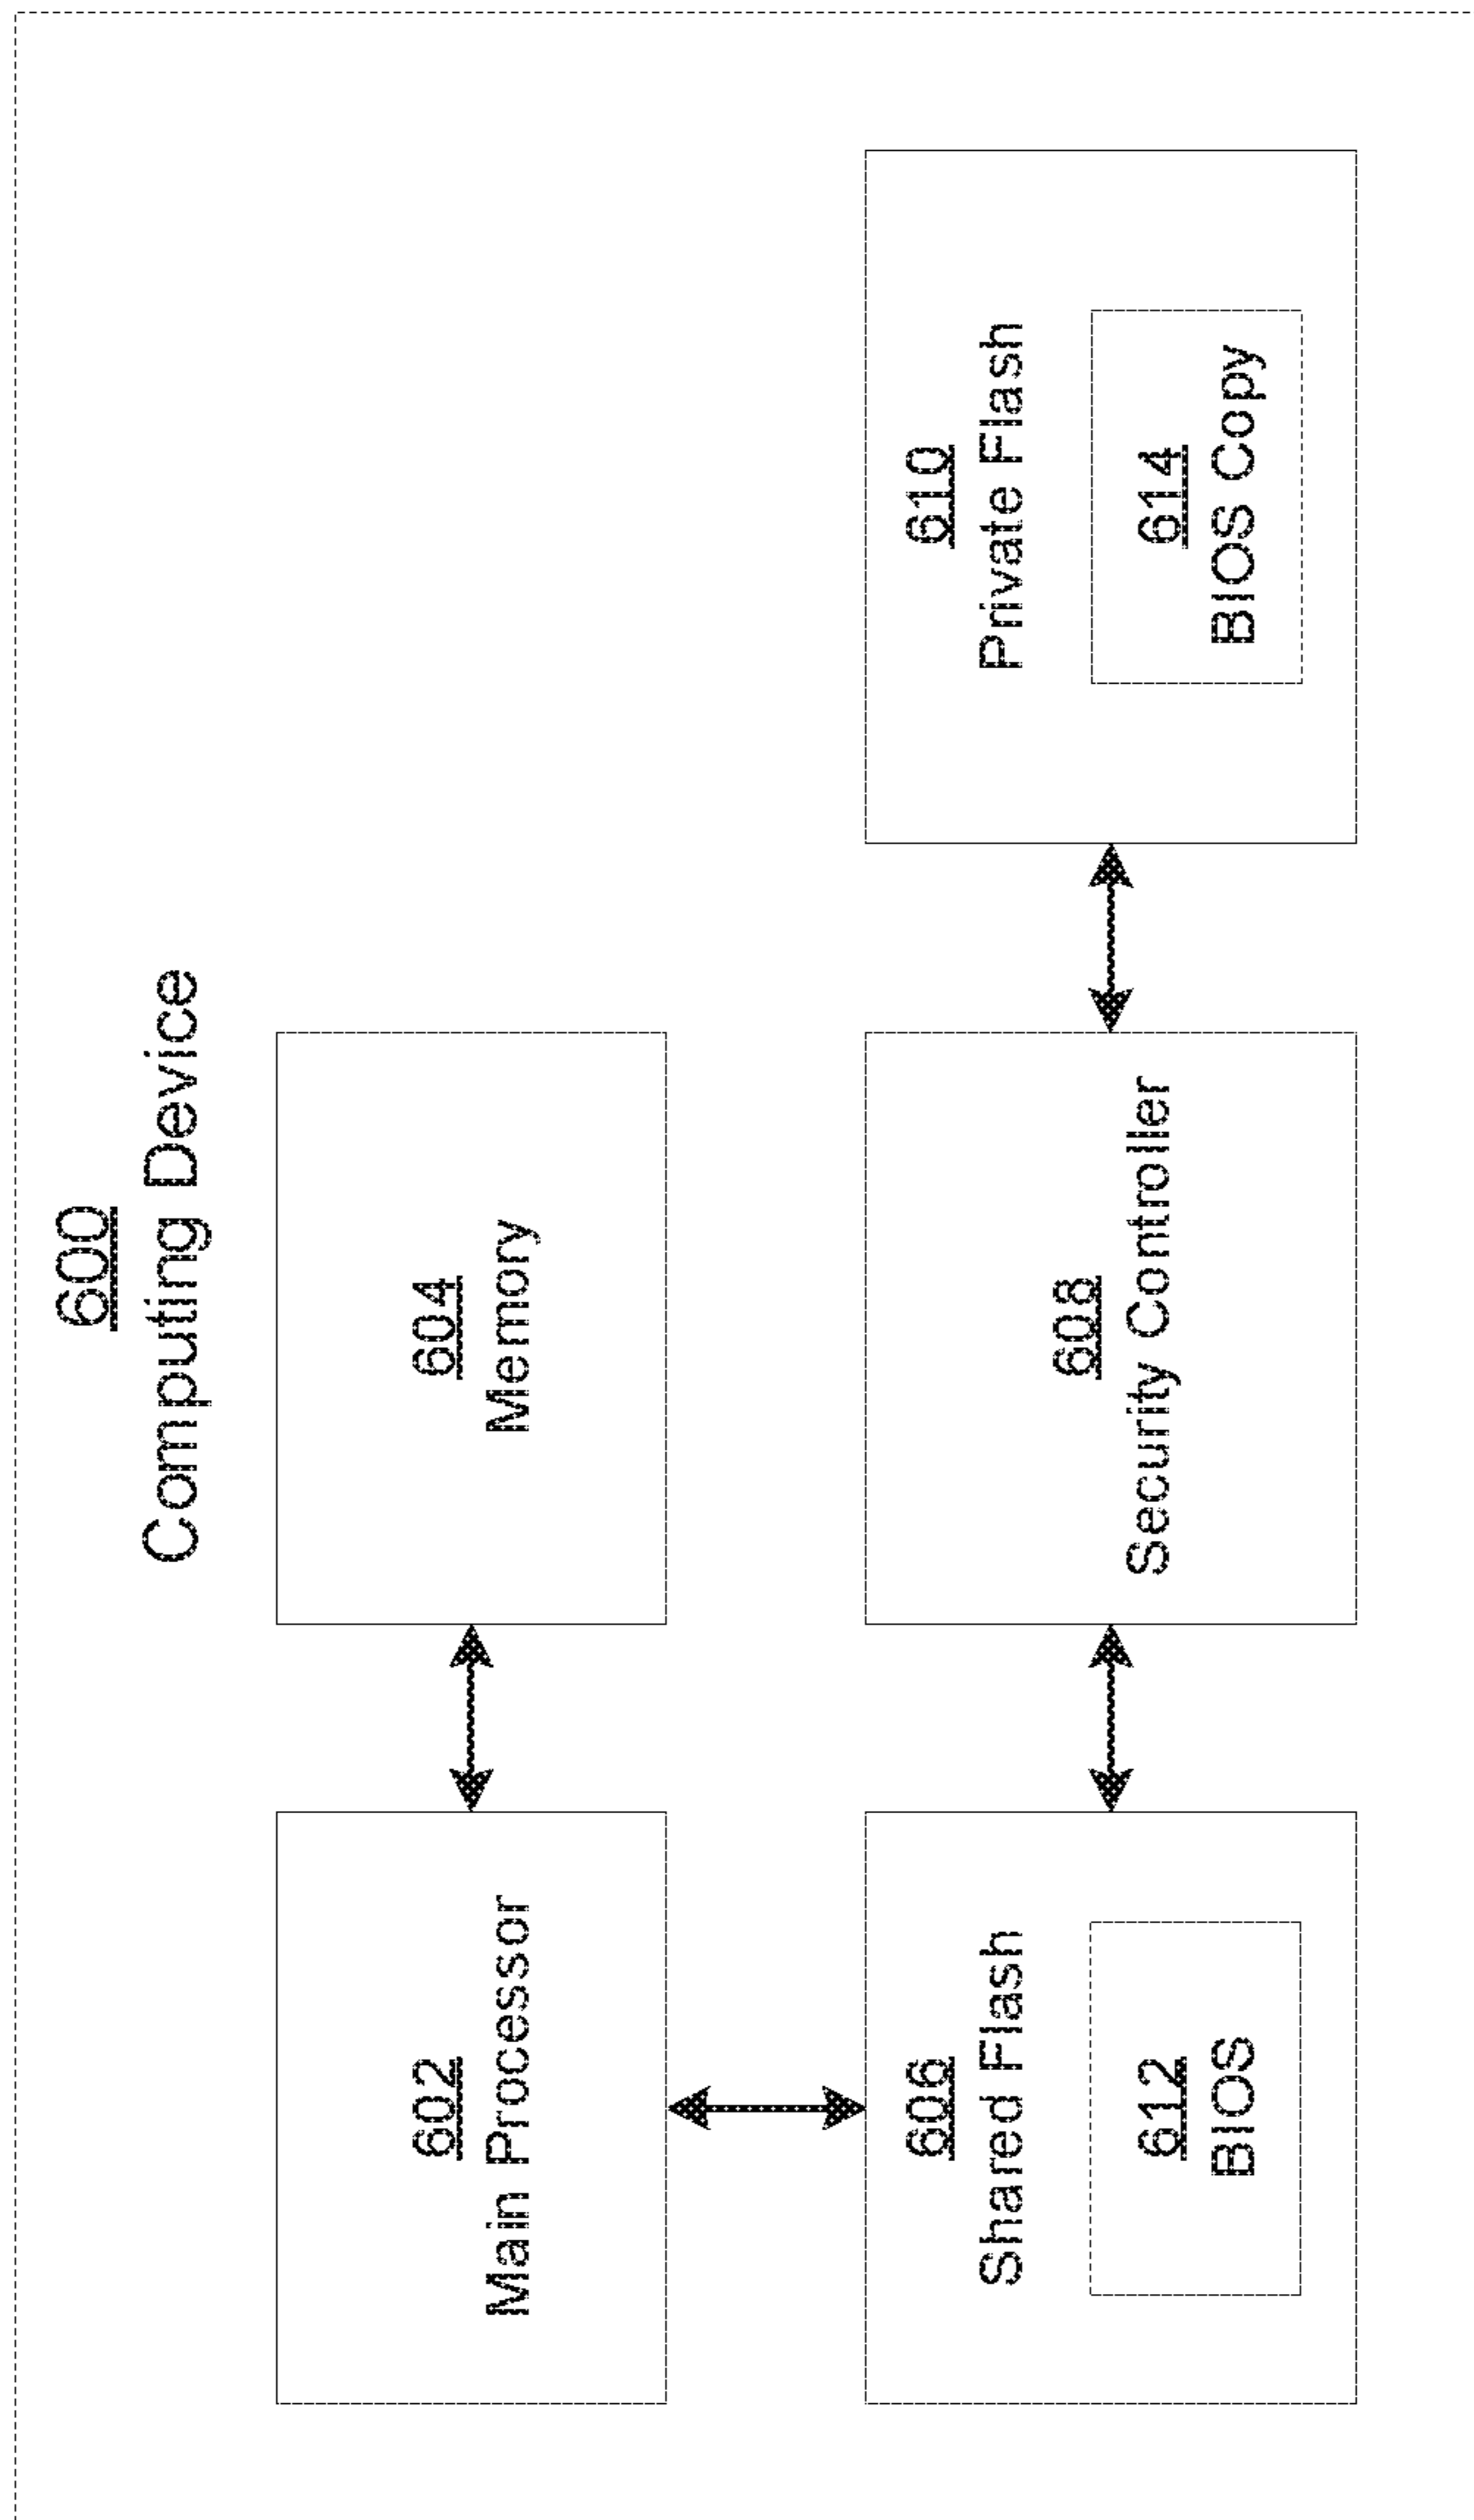 600
Computing Device
602
Main Processor
604
Memory
606
Shared Flash
612
BIOS
608
Security Controller
610
Private Flash
614
BIOS Copy